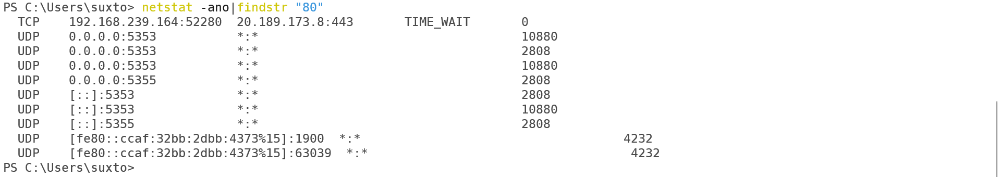 PS C:\Users\suxto> netstat -ano|findstr "80"
  TCP    192.168.239.164:52280  20.189.173.8:443       TIME_WAIT       0
  UDP    0.0.0.0:5353           *:*                                    10880
  UDP    0.0.0.0:5353           *:*                                    2808
  UDP    0.0.0.0:5353           *:*                                    10880
  UDP    0.0.0.0:5355           *:*                                    2808
  UDP    [::]:5353              *:*                                    2808
  UDP    [::]:5353              *:*                                    10880
  UDP    [::]:5355              *:*                                    2808
  UDP    [fe80::ccaf:32bb:2dbb:4373%15]:1900  *:*                                    4232
  UDP    [fe80::ccaf:32bb:2dbb:4373%15]:63039  *:*                                    4232
PS C:\Users\suxto>